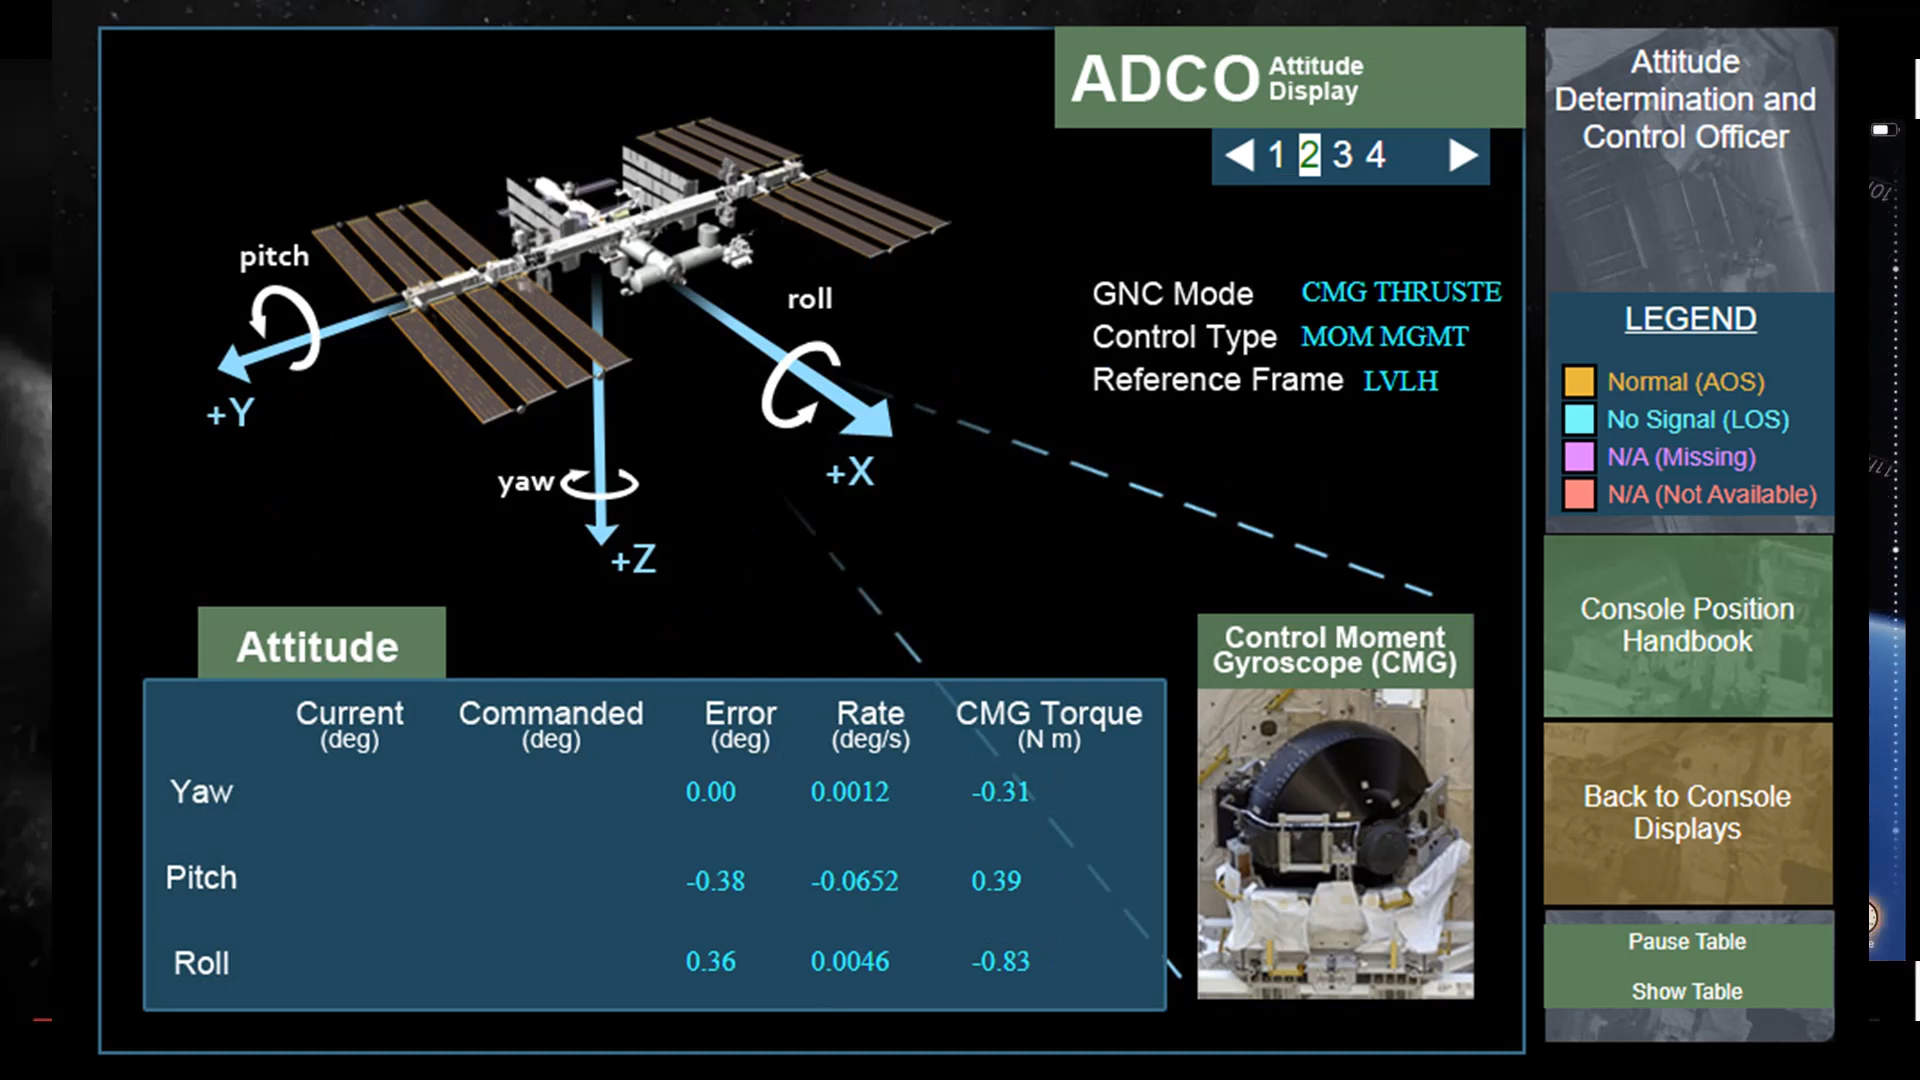 ADCO Attitude
Display
1 2 3 4
pitch
roll
yaw
+Y
+X
+Z
GNC Mode CMG THRUSTE
Control Type MOM MGMT
Reference Frame LVLH
Attitude
Current Commanded Error Rate CMG Torque
(deg) (deg) (deg) (deg/s) (N m)
Yaw 0.00 0.0012 -0.31
Pitch -0.38 -0.0652 0.39
Roll 0.36 0.0046 -0.83
Control Moment
Gyroscope (CMG)
Attitude
Determination and
Control Officer
LEGEND
Normal (AOS)
No Signal (LOS)
N/A (Missing)
N/A (Not Available)
Console Position
Handbook
Back to Console
Displays
Pause Table
Show Table